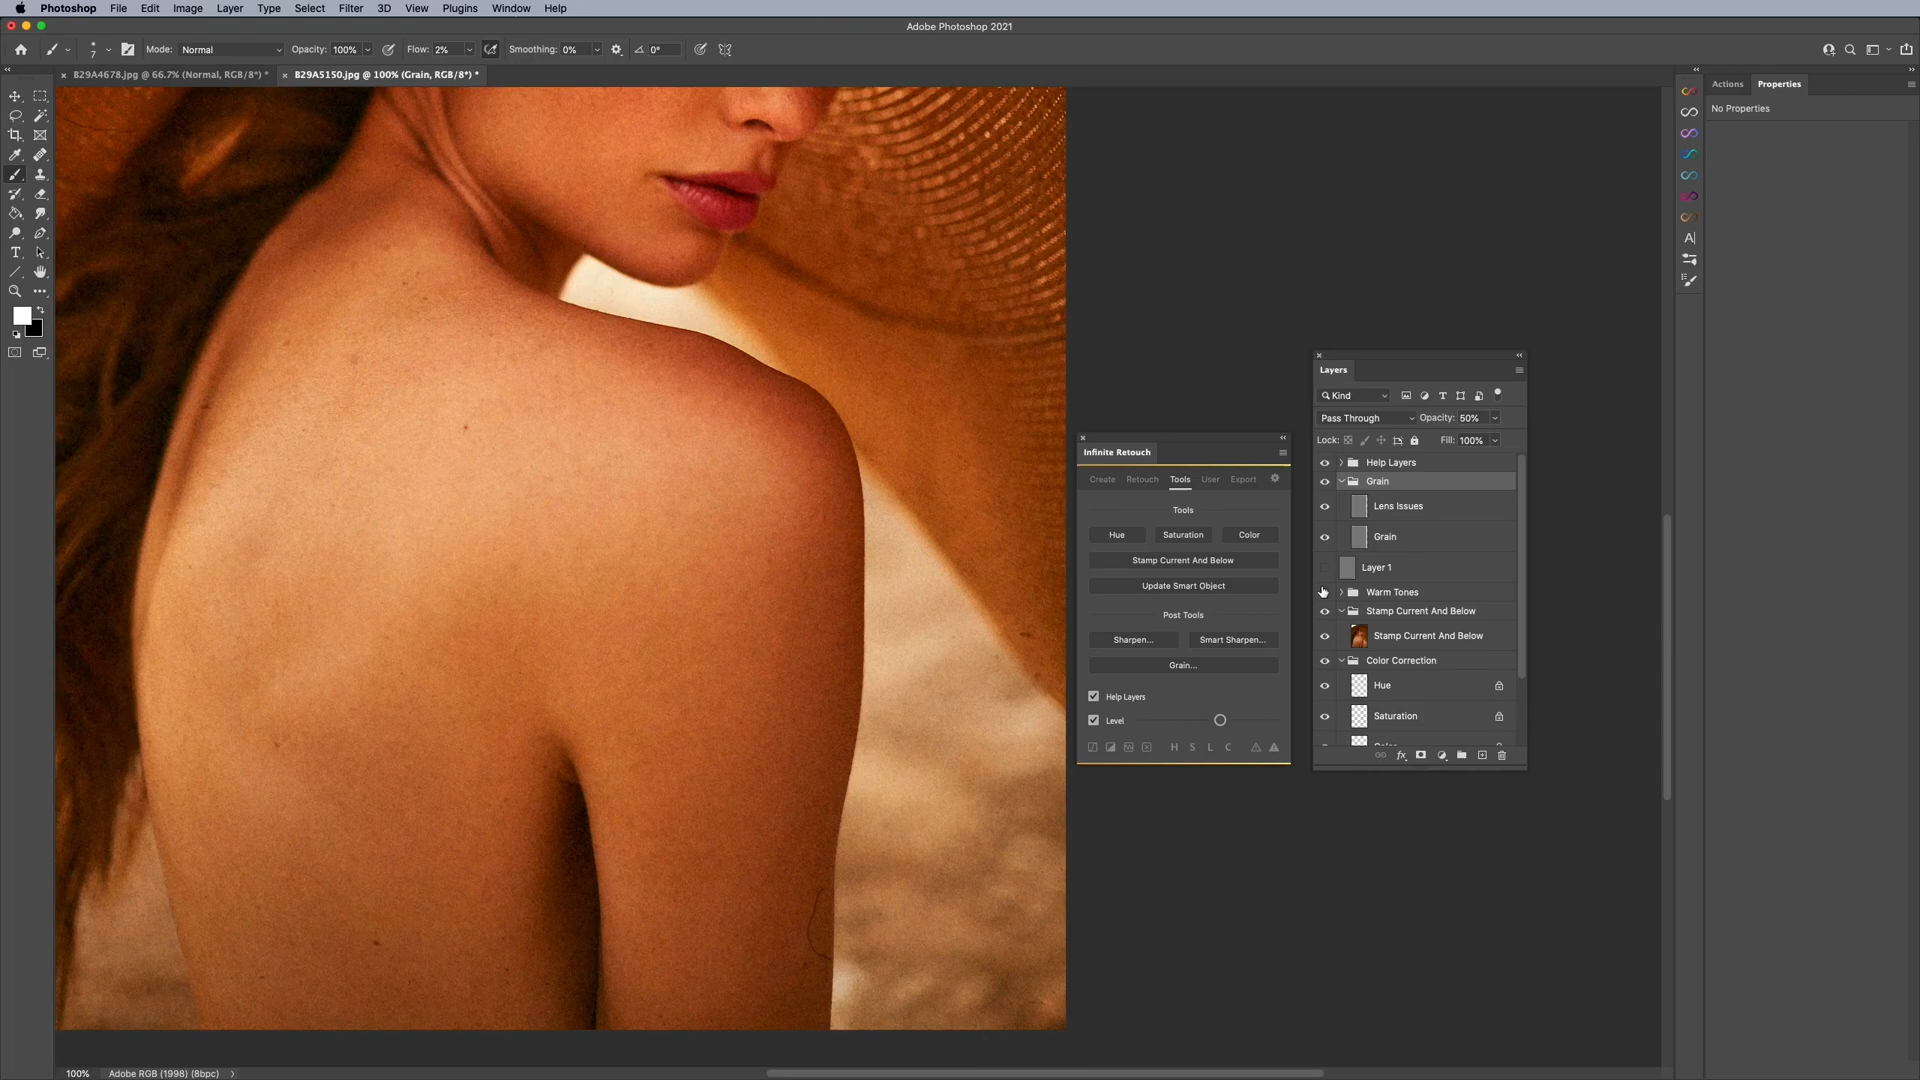 Photoshop File Edit Image Layer Type Select Filter 3D View Plugins Window Help
Adobe Photoshop 2021
7 Mode: Normal Opacity: 100% Flow: 2% Smoothing: 0% 0°
B29A4678.jpg @ 66.7% (Normal, RGB/8*) * B29A5150.jpg @ 100% (Grain, RGB/8*) *
Actions Properties
No Properties
Layers
Kind
Pass Through Opacity: 50%
Lock: Fill: 100%
Help Layers
Grain
Lens Issues
Grain
Layer 1
Warm Tones
Stamp Current And Below
Stamp Current And Below
Color Correction
Hue
Saturation
Infinite Retouch
Create Retouch Tools User Export
Tools
Hue Saturation Color
Stamp Current And Below
Update Smart Object
Post Tools
Sharpen... Smart Sharpen...
Grain...
Help Layers
Level
H S L C
100% Adobe RGB (1998) (8bpc)